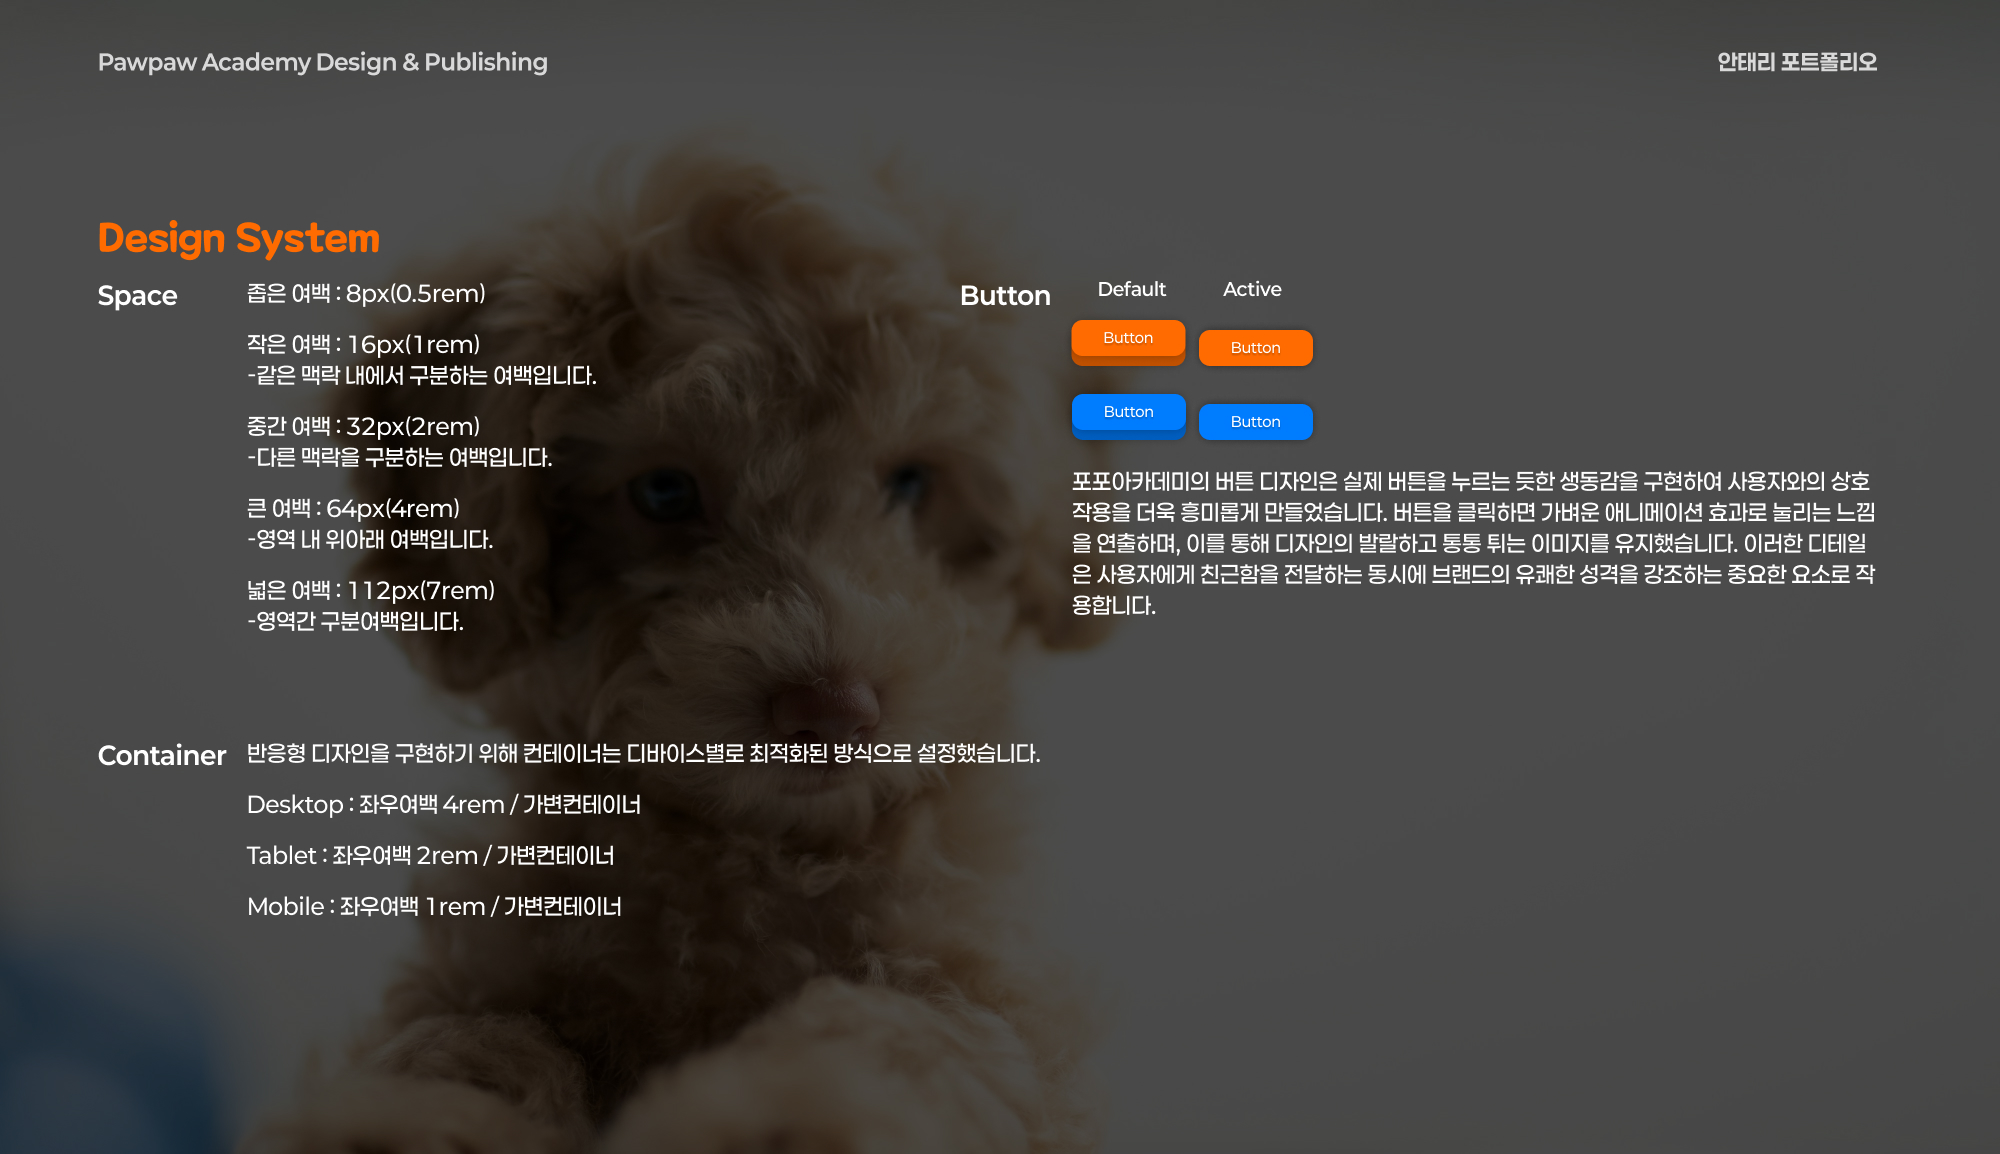 Pawpaw Academy Design & Publishing
안태리 포트폴리오
Design System
Space
좁은 여백 : 8px(0.5rem)
작은 여백 : 16px(1rem)
-같은 맥락 내에서 구분하는 여백입니다.
중간 여백 : 32px(2rem)
-다른 맥락을 구분하는 여백입니다.
큰 여백 : 64px(4rem)
-영역 내 위아래 여백입니다.
넓은 여백 : 112px(7rem)
-영역간 구분여백입니다.
Button
Default
Active
Button
Button
Button
Button
포포아카데미의 버튼 디자인은 실제 버튼을 누르는 듯한 생동감을 구현하여 사용자와의 상호
작용을 더욱 흥미롭게 만들었습니다. 버튼을 클릭하면 가벼운 애니메이션 효과로 눌리는 느낌
을 연출하며, 이를 통해 디자인의 발랄하고 통통 튀는 이미지를 유지했습니다. 이러한 디테일
은 사용자에게 친근함을 전달하는 동시에 브랜드의 유쾌한 성격을 강조하는 중요한 요소로 작
용합니다.
Container
반응형 디자인을 구현하기 위해 컨테이너는 디바이스별로 최적화된 방식으로 설정했습니다.
Desktop : 좌우여백 4rem / 가변컨테이너
Tablet : 좌우여백 2rem / 가변컨테이너
Mobile : 좌우여백 1rem / 가변컨테이너